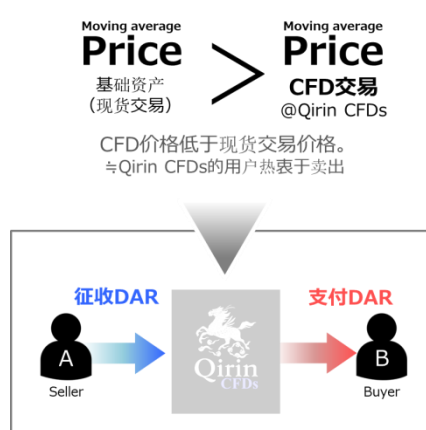 Moving average
Price
基础资产
（现货交易）
>
Moving average
Price
CFD交易
@Qirin CFDs
CFD价格低于现货交易价格。
≒Qirin CFDs的用户热衷于卖出
征收DAR
支付DAR
A
Seller
Qirin
CFDs
B
Buyer